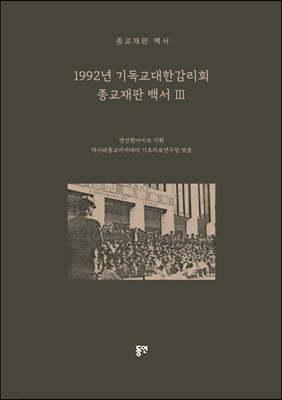 종교재판 백서
1992년 기독교대한감리회
종교재판 백서 III
변선환아키브 기획
역사와종교아카데미 기초자료연구팀 엮음
동연